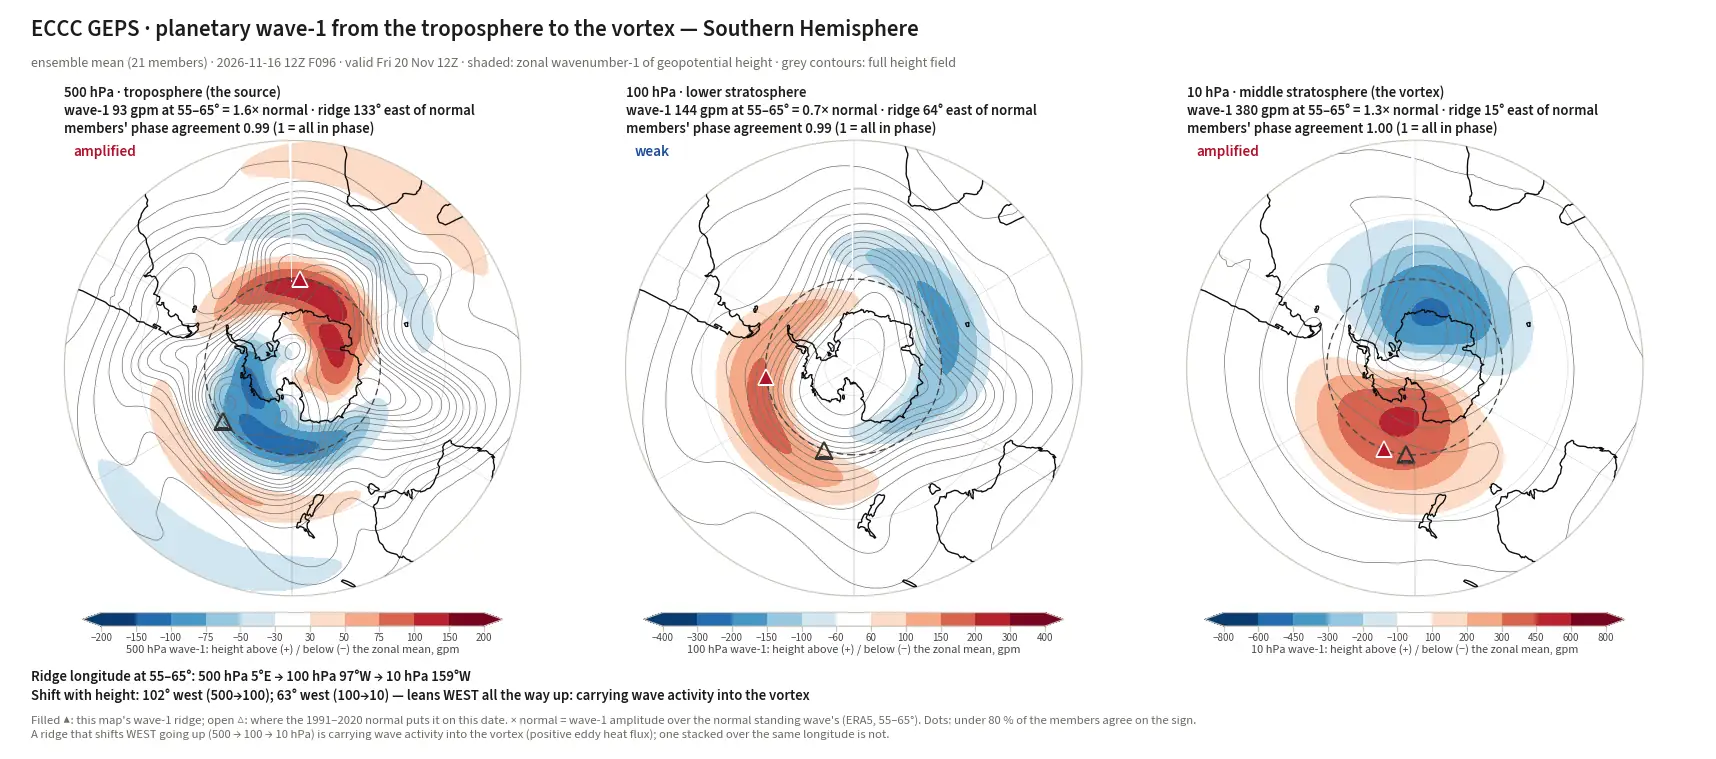 ECCC GEPS · planetary wave-1 from the troposphere to the vortex — Southern Hemisphere
ensemble mean (21 members) · 2026-11-16 12Z F096 · valid Fri 20 Nov 12Z · shaded: zonal wavenumber-1 of geopotential height · grey contours: full height field
500 hPa · troposphere (the source)
wave-1 93 gpm at 55–65° = 1.6× normal · ridge 133° east of normal
members' phase agreement 0.99 (1 = all in phase)
amplified
100 hPa · lower stratosphere
wave-1 144 gpm at 55–65° = 0.7× normal · ridge 64° east of normal
members' phase agreement 0.99 (1 = all in phase)
weak
10 hPa · middle stratosphere (the vortex)
wave-1 380 gpm at 55–65° = 1.3× normal · ridge 15° east of normal
members' phase agreement 1.00 (1 = all in phase)
amplified
−200 −150 −100 −75 −50 −30 30 50 75 100 150 200
500 hPa wave-1: height above (+) / below (−) the zonal mean, gpm
−400 −300 −200 −150 −100 −60 60 100 150 200 300 400
100 hPa wave-1: height above (+) / below (−) the zonal mean, gpm
−800 −600 −450 −300 −200 −100 100 200 300 450 600 800
10 hPa wave-1: height above (+) / below (−) the zonal mean, gpm
Ridge longitude at 55–65°: 500 hPa 5°E → 100 hPa 97°W → 10 hPa 159°W
Shift with height: 102° west (500→100); 63° west (100→10) — leans WEST all the way up: carrying wave activity into the vortex
Filled ▲: this map's wave-1 ridge; open △: where the 1991–2020 normal puts it on this date. × normal = wave-1 amplitude over the normal standing wave's (ERA5, 55–65°). Dots: under 80 % of the members agree on the sign.
A ridge that shifts WEST going up (500 → 100 → 10 hPa) is carrying wave activity into the vortex (positive eddy heat flux); one stacked over the same longitude is not.